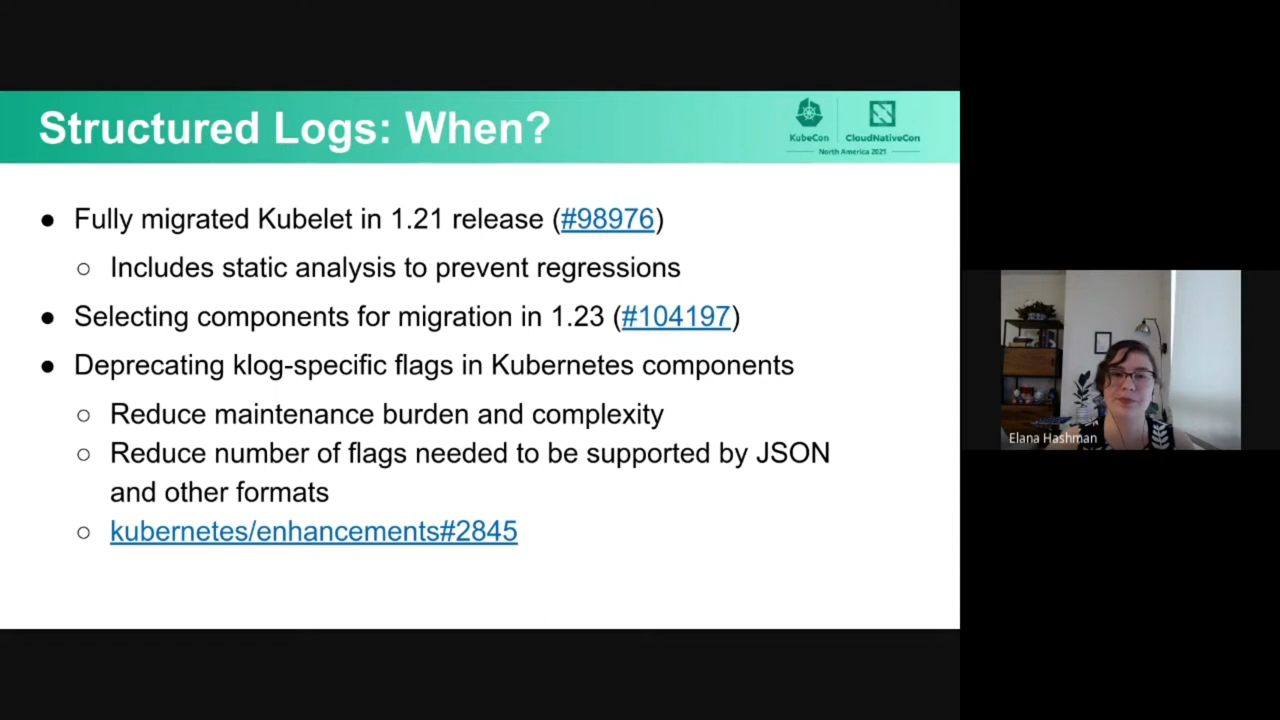 Structured Logs: When?
KubeCon
CloudNativeCon
North America 2021
● Fully migrated Kubelet in 1.21 release (#98976)
○ Includes static analysis to prevent regressions
● Selecting components for migration in 1.23 (#104197)
● Deprecating klog-specific flags in Kubernetes components
○ Reduce maintenance burden and complexity
○ Reduce number of flags needed to be supported by JSON
and other formats
○ kubernetes/enhancements#2845
Elana Hashman